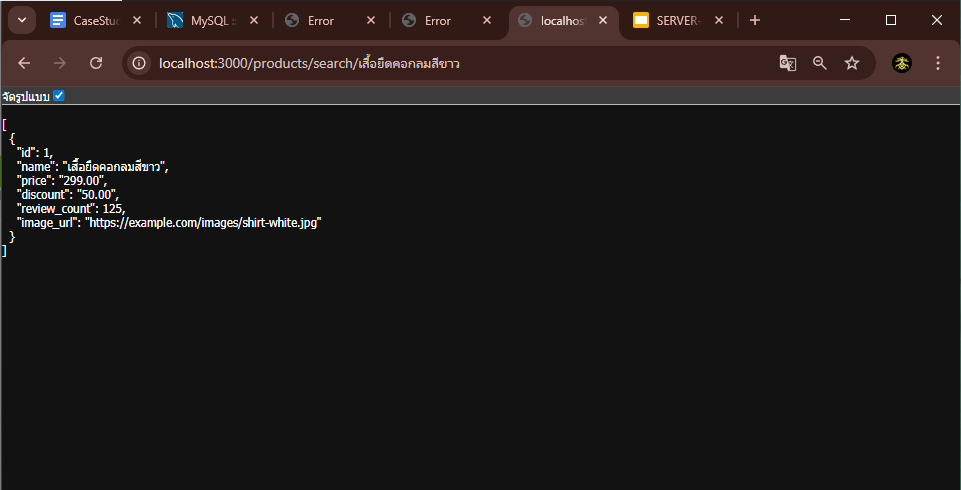 CaseStud
MySQL ::
Error
Error
localhost
SERVER-
localhost:3000/products/search/เสื้อยืดคอกลมสีขาว
จัดรูปแบบ
[
{
"id": 1,
"name": "เสื้อยืดคอกลมสีขาว",
"price": "299.00",
"discount": "50.00",
"review_count": 125,
"image_url": "https://example.com/images/shirt-white.jpg"
}
]